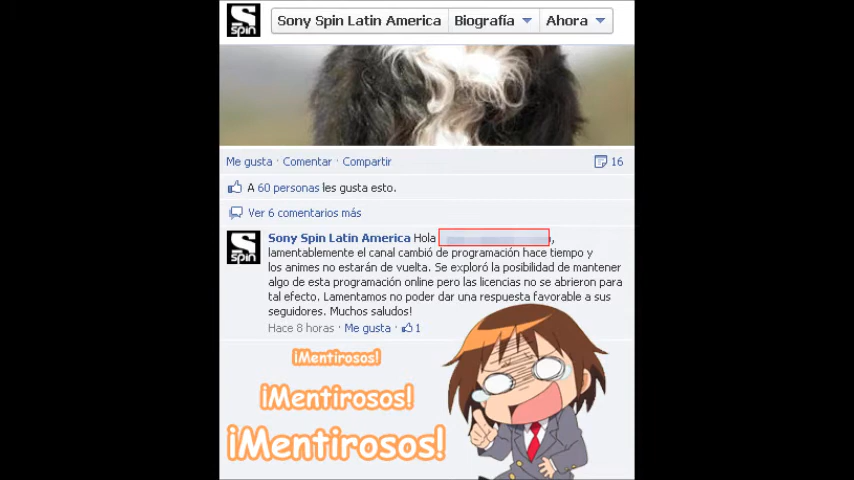 Spin Sony Spin Latin America Biografía Ahora
Me gusta · Comentar · Compartir 16
A 60 personas les gusta esto.
Ver 6 comentarios más
Spin Sony Spin Latin America Hola ,
lamentablemente el canal cambió de programación hace tiempo y
los animes no estarán de vuelta. Se exploró la posibilidad de mantener
algo de esta programación online pero las licencias no se abrieron para
tal efecto. Lamentamos no poder dar una respuesta favorable a sus
seguidores. Muchos saludos!
Hace 8 horas · Me gusta · 1
¡Mentirosos!
¡Mentirosos!
¡Mentirosos!